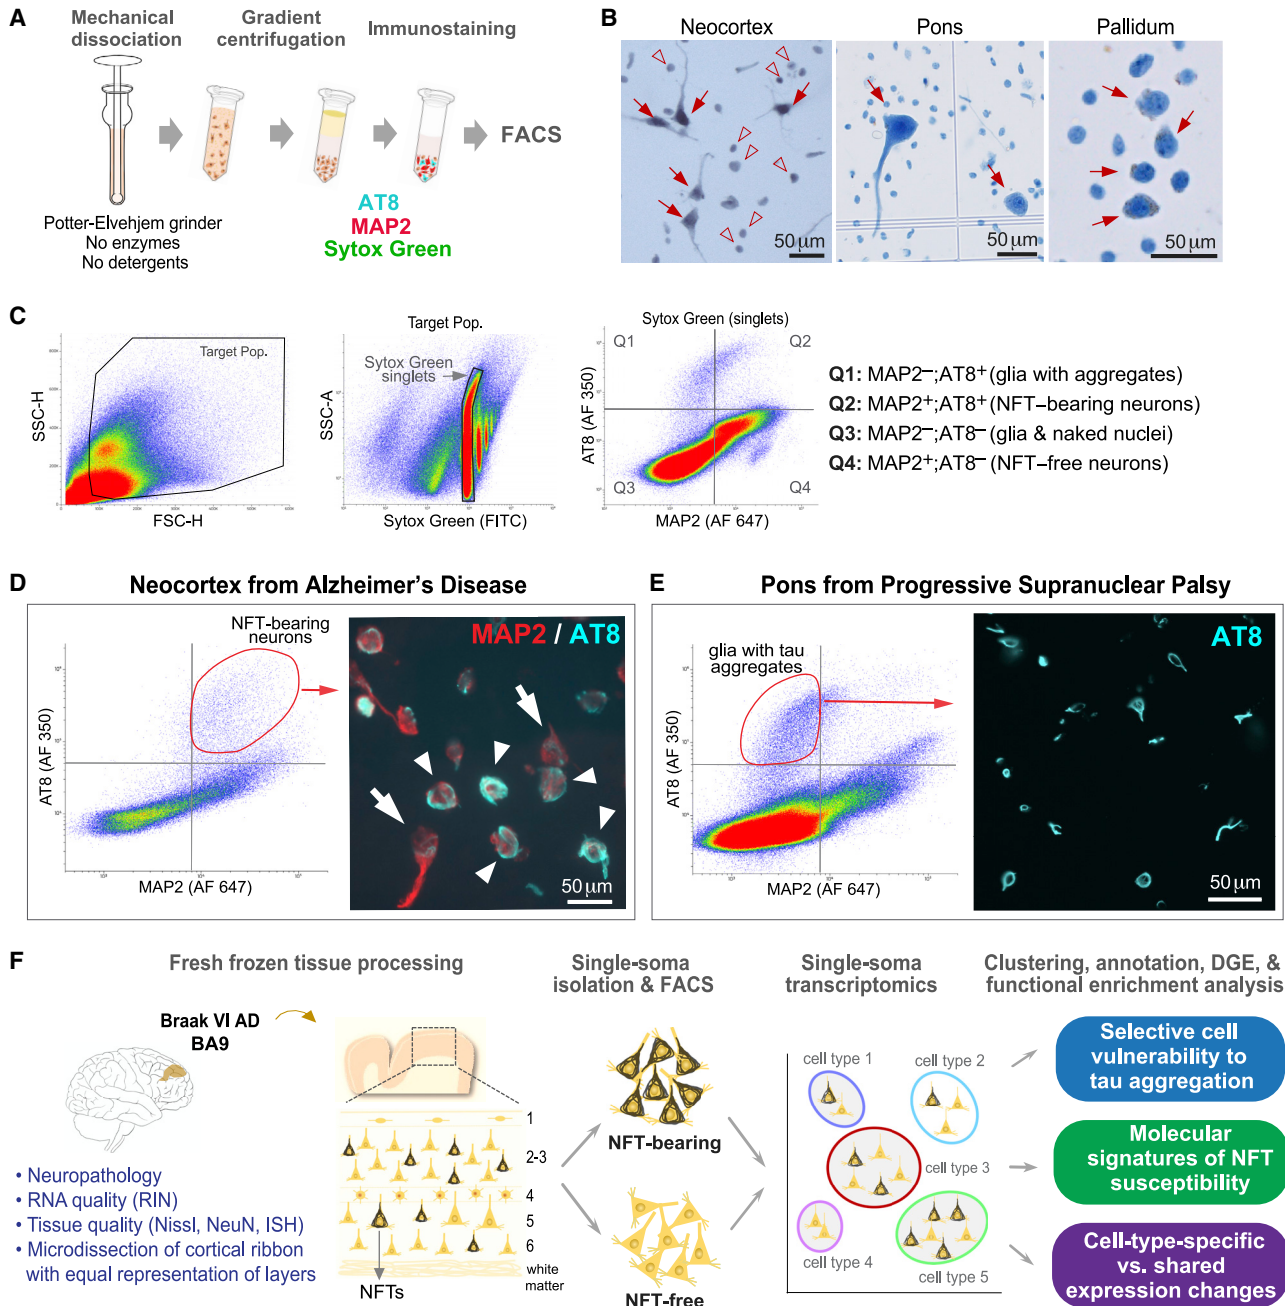 A
Mechanical
dissociation
Gradient
centrifugation
Immunostaining
FACS
Potter-Elvehjem grinder
No enzymes
No detergents
AT8
MAP2
Sytox Green
B
Neocortex
Pons
Pallidum
50 µm
50 µm
50 µm
C
Target Pop.
SSC-H
FSC-H
Target Pop.
Sytox Green
singlets
SSC-A
Sytox Green (FITC)
Sytox Green (singlets)
Q1
Q2
Q3
Q4
AT8 (AF 350)
MAP2 (AF 647)
Q1: MAP2–;AT8+ (glia with aggregates)
Q2: MAP2+;AT8+ (NFT–bearing neurons)
Q3: MAP2–;AT8– (glia & naked nuclei)
Q4: MAP2+;AT8– (NFT–free neurons)
D
Neocortex from Alzheimer's Disease
NFT-bearing
neurons
AT8 (AF 350)
MAP2 (AF 647)
MAP2 / AT8
50 µm
E
Pons from Progressive Supranuclear Palsy
glia with tau
aggregates
AT8 (AF 350)
MAP2 (AF 647)
AT8
50 µm
F
Fresh frozen tissue processing
Braak VI AD
BA9
• Neuropathology
• RNA quality (RIN)
• Tissue quality (Nissl, NeuN, ISH)
• Microdissection of cortical ribbon
with equal representation of layers
1
2-3
4
5
6
white
matter
NFTs
Single-soma
isolation & FACS
NFT-bearing
NFT-free
Single-soma
transcriptomics
cell type 1
cell type 2
cell type 3
cell type 4
cell type 5
Clustering, annotation, DGE, &
functional enrichment analysis
Selective cell
vulnerability to
tau aggregation
Molecular
signatures of NFT
susceptibility
Cell-type-specific
vs. shared
expression changes